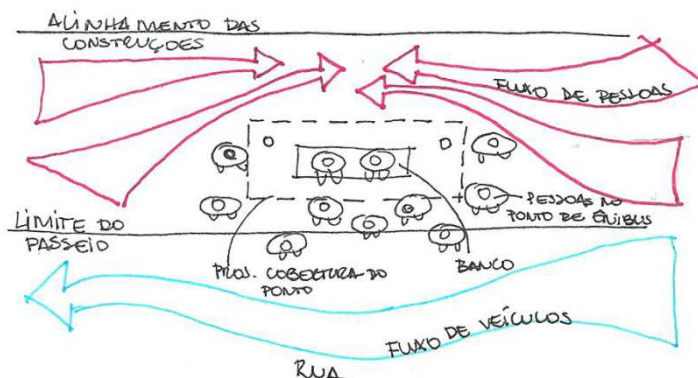 ALINHAMENTO DAS
CONSTRUÇÕES
FLUXO DE PESSOAS
PESSOAS NO
PONTO DE ÔNIBUS
LIMITE DO
PASSEIO
PROJ. COBERTURA DO
PONTO
BANCO
FLUXO DE VEÍCULOS
RUA